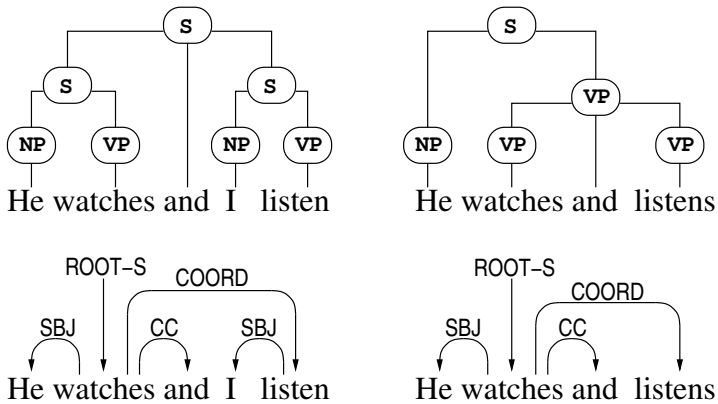 S S
S S VP
NP VP NP VP NP VP VP
He watches and I listen He watches and listens
ROOT–S ROOT–S
COORD COORD
SBJ CC SBJ SBJ CC
He watches and I listen He watches and listens